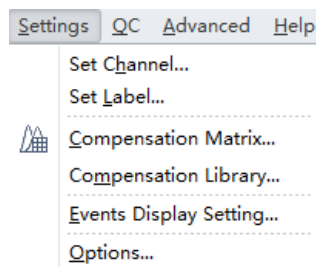 Settings QC Advanced Help
Set Channel...
Set Label...
Compensation Matrix...
Compensation Library...
Events Display Setting...
Options...